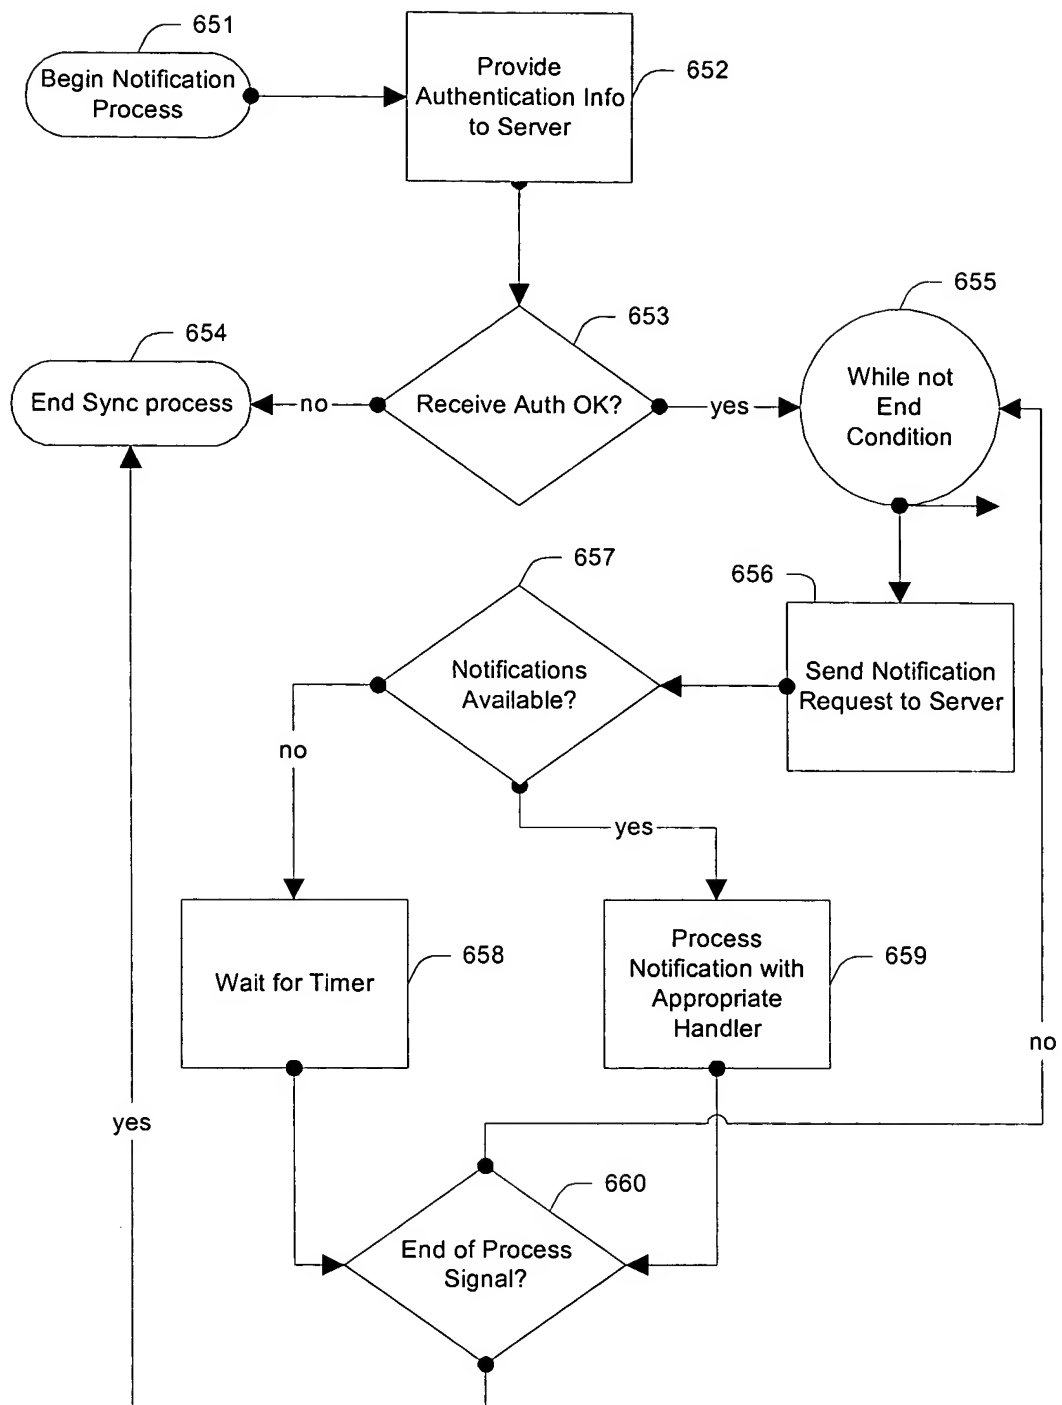 651
Begin Notification
Process
Provide
Authentication Info
to Server
652
653
Receive Auth OK?
no
yes
654
End Sync process
655
While not
End
Condition
656
Send Notification
Request to Server
657
Notifications
Available?
no
yes
Wait for Timer
658
Process
Notification with
Appropriate
Handler
659
no
yes
660
End of Process
Signal?